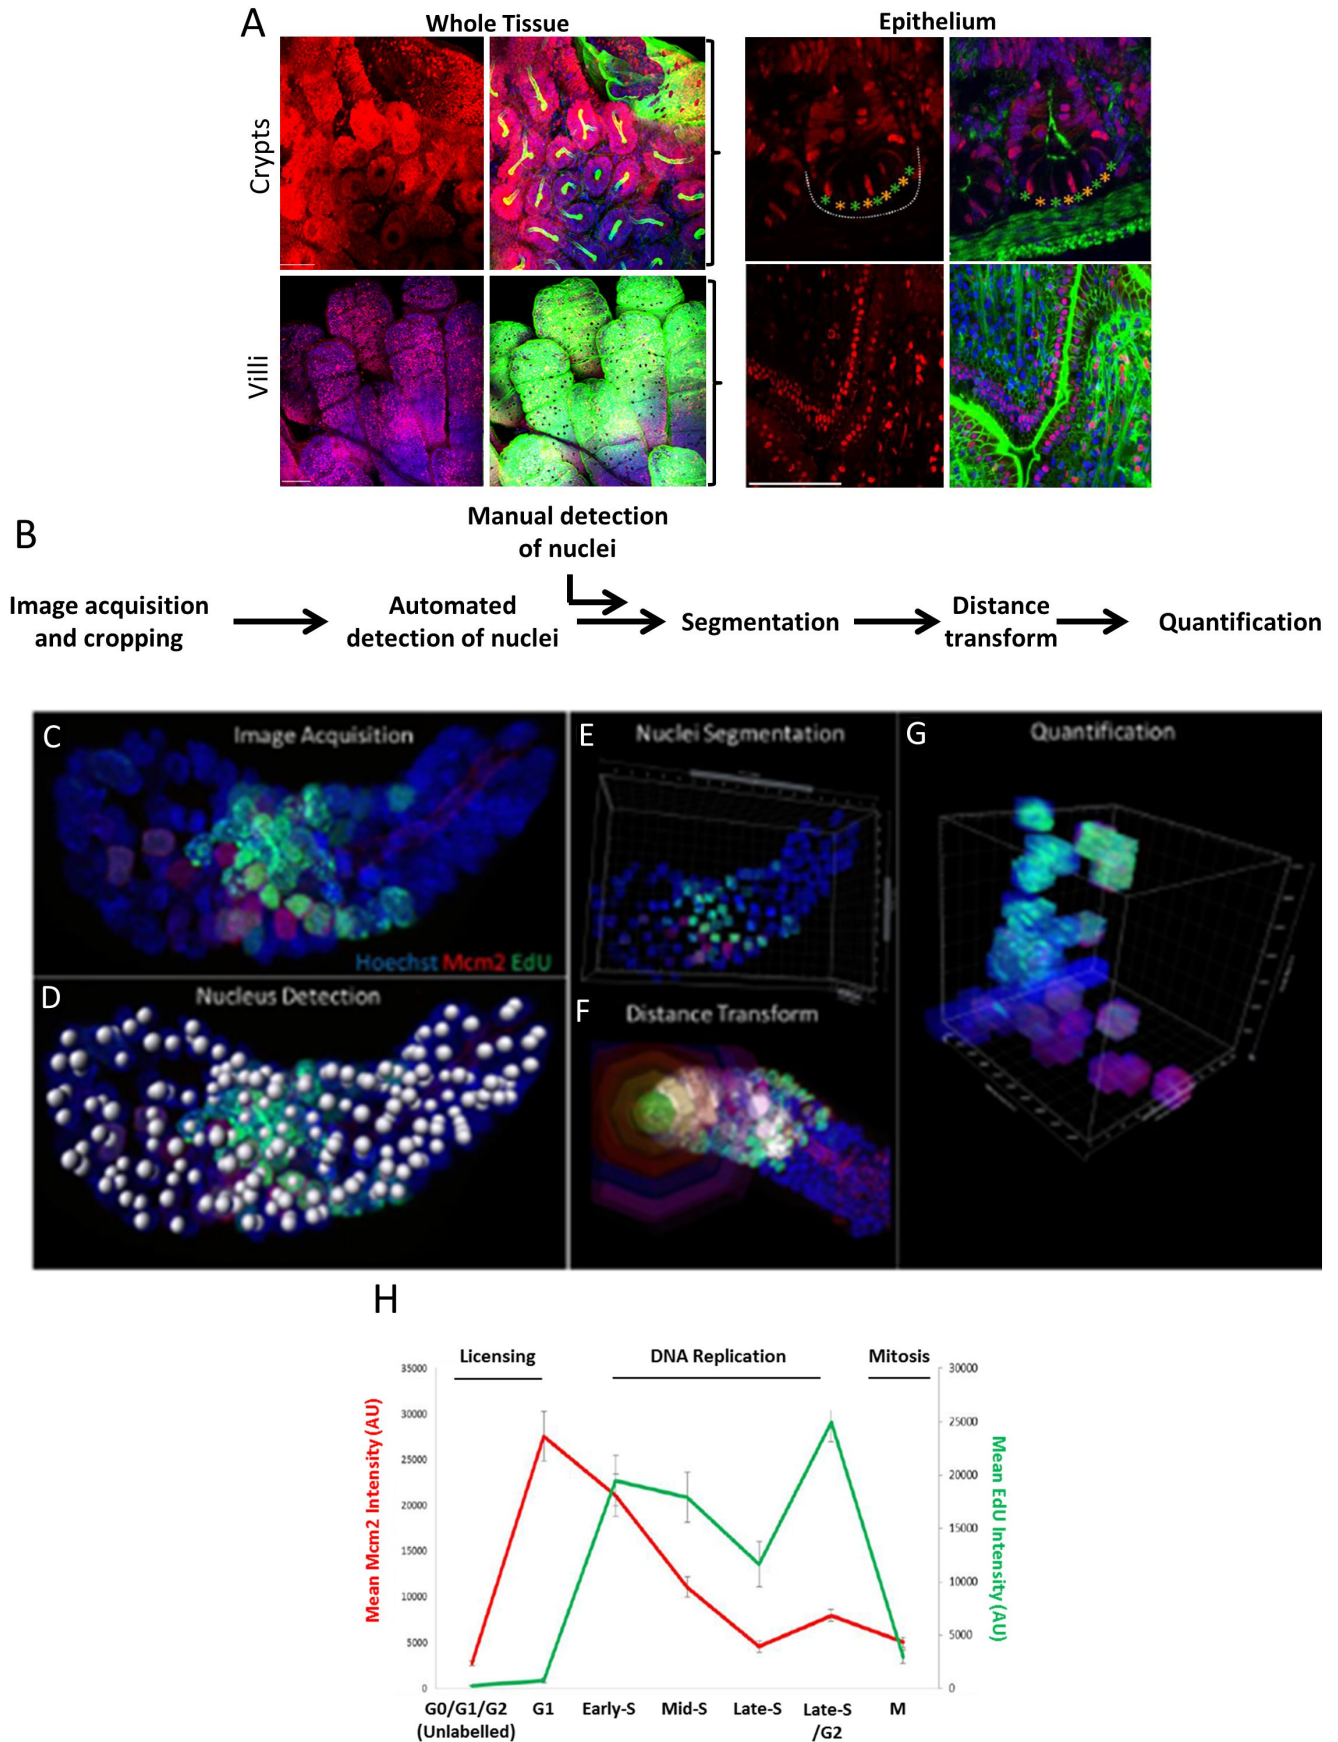 A
Whole Tissue
Epithelium
Crypts
Villi
B
Manual detection
of nuclei
Image acquisition
and cropping
Automated
detection of nuclei
Segmentation
Distance
transform
Quantification
C
Image Acquisition
Hoechst Mcm2 EdU
D
Nucleus Detection
E
Nuclei Segmentation
F
Distance Transform
G
Quantification
H
Licensing
DNA Replication
Mitosis
Mean Mcm2 Intensity (AU)
35000
30000
25000
20000
15000
10000
5000
0
30000
25000
20000
15000
10000
5000
0
Mean EdU Intensity (AU)
G0/G1/G2
(Unlabelled)
G1
Early-S
Mid-S
Late-S
Late-S
/G2
M